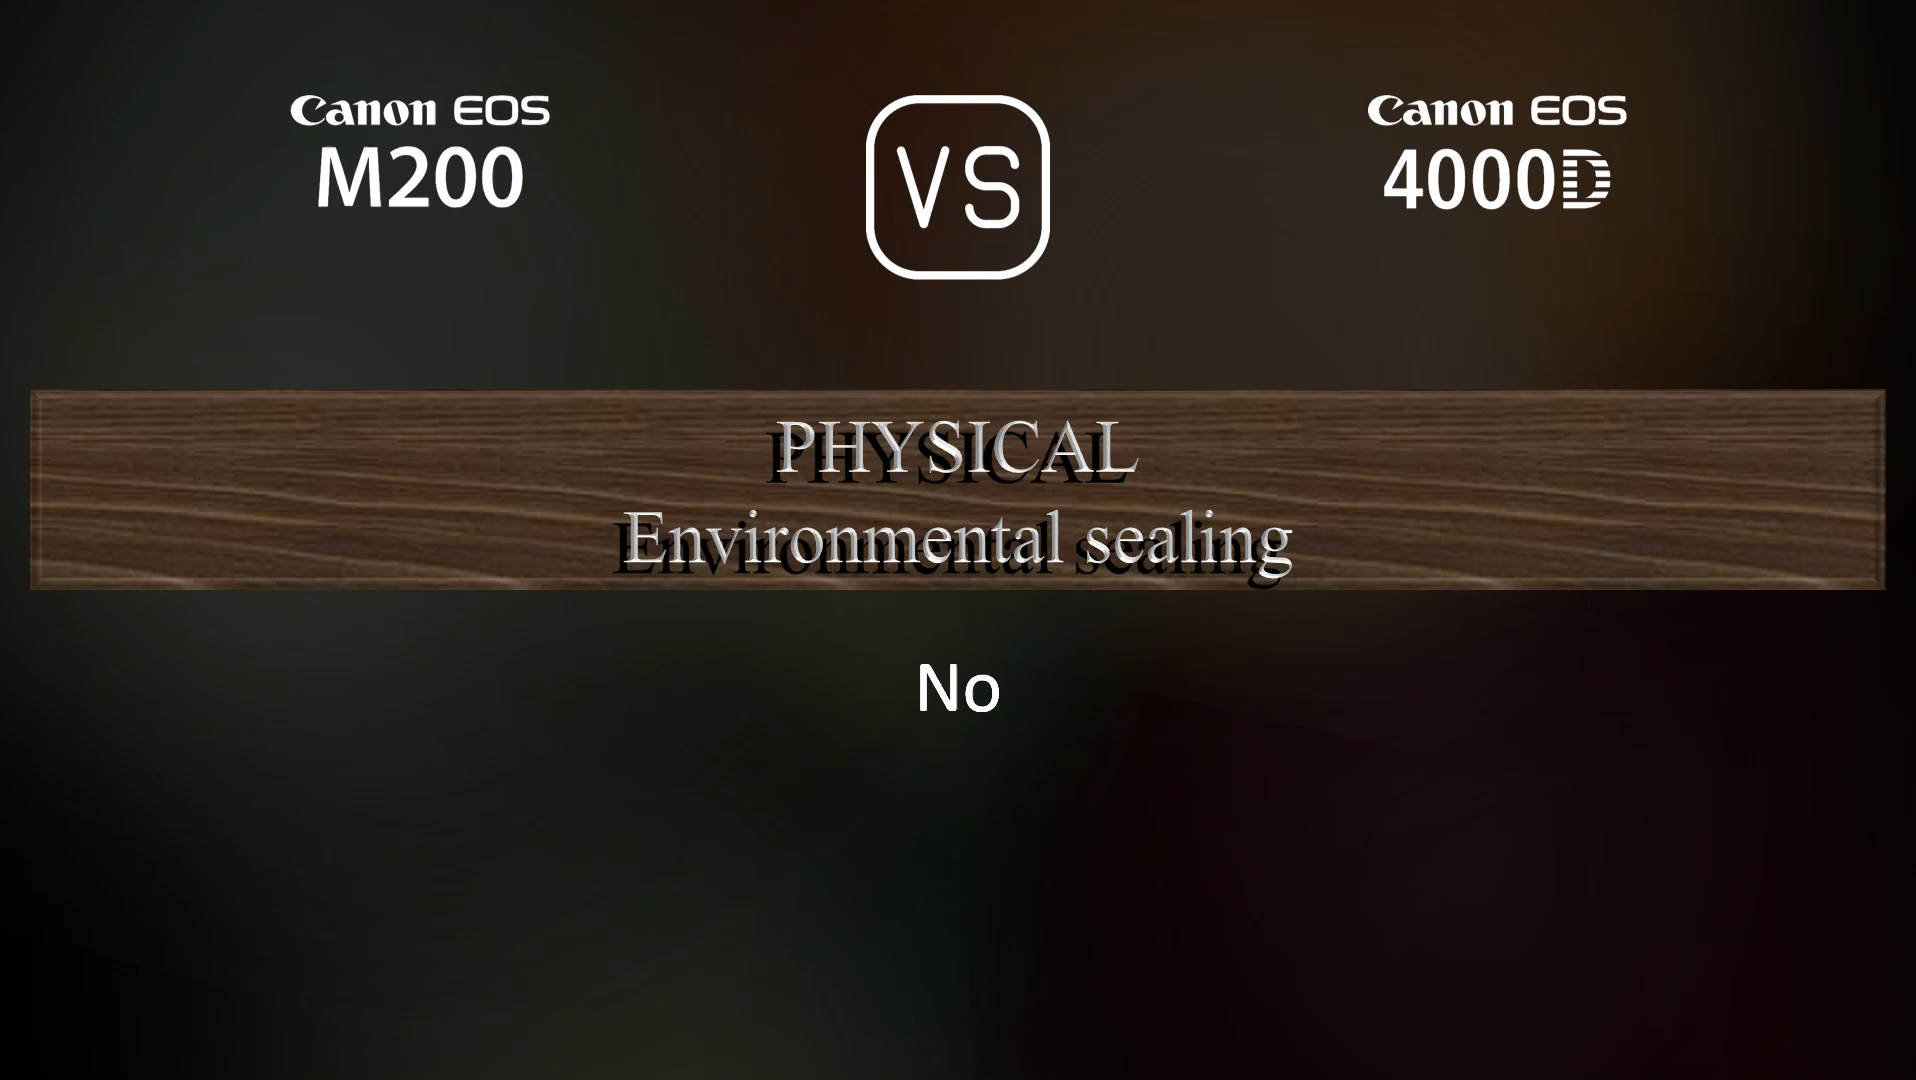 Canon EOS
M200
VS
Canon EOS
4000D
PHYSICAL
Environmental sealing
No